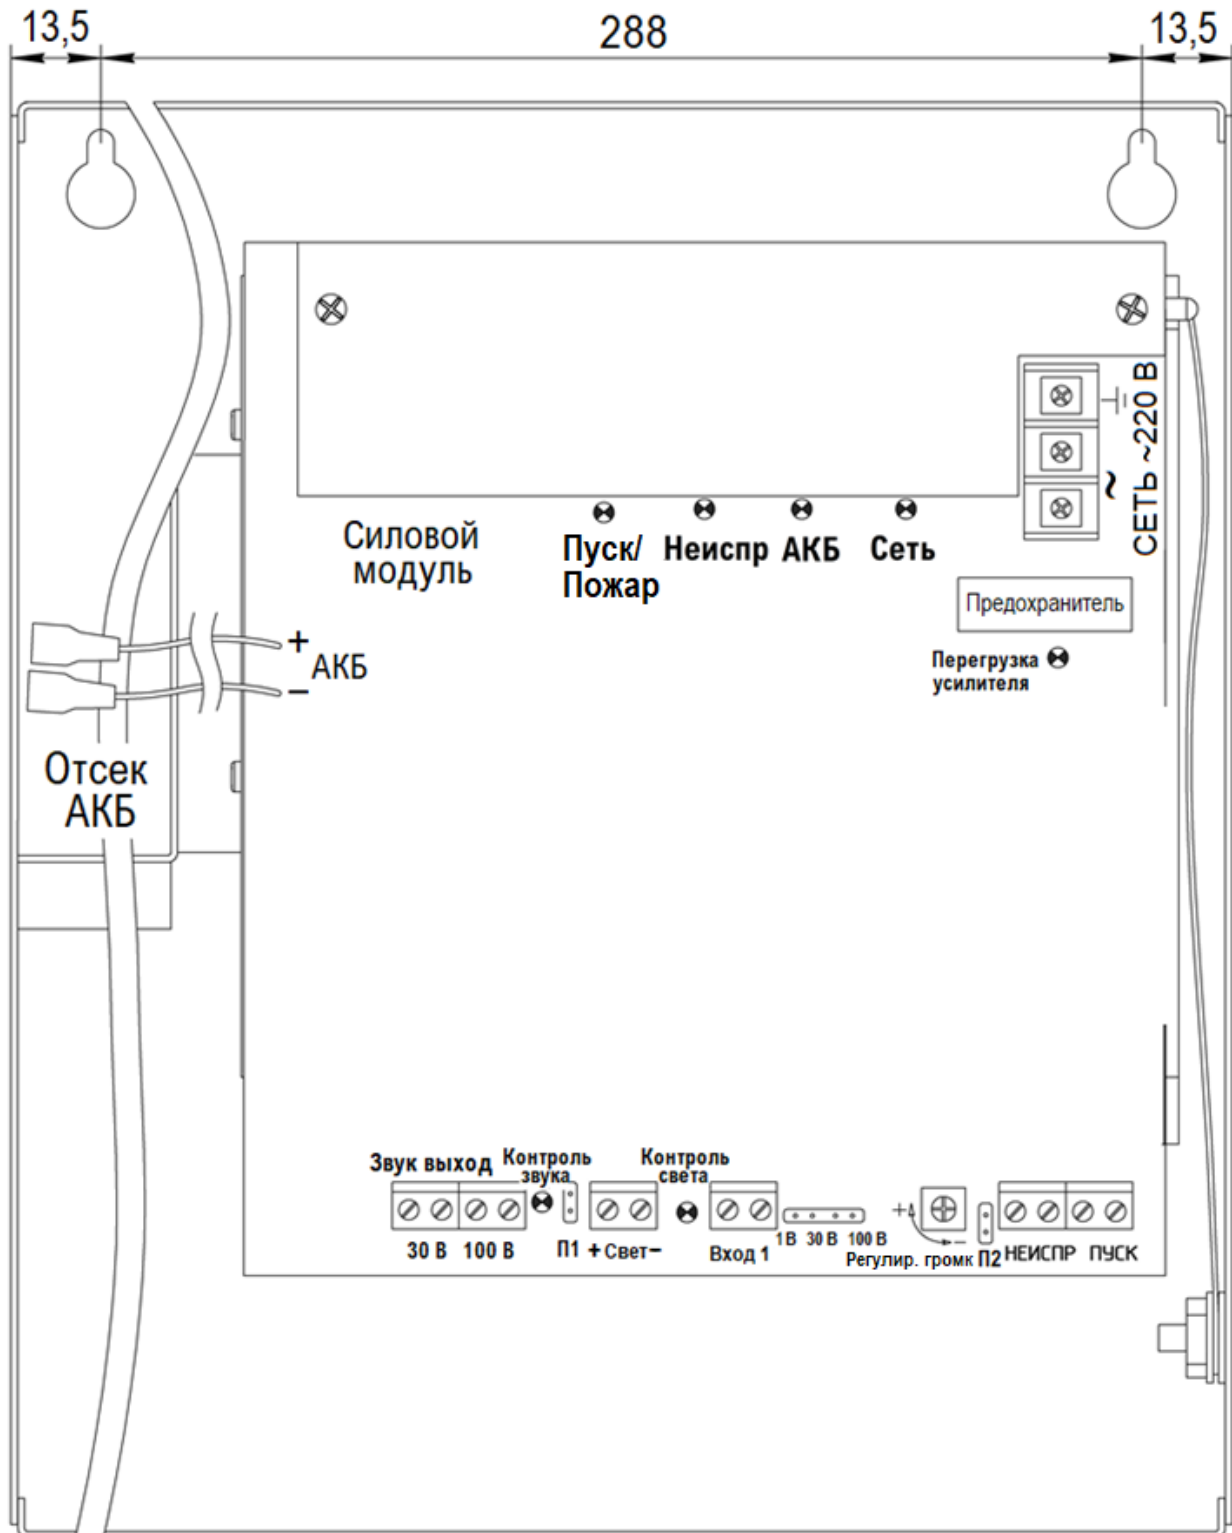 13,5 288 13,5
СЕТЬ ~220 В
~
Силовой
модуль
Пуск/
Пожар
Неиспр АКБ Сеть
Предохранитель
Перегрузка
усилителя
+
АКБ
−
Отсек
АКБ
Звук выход
Контроль
звука
Контроль
света
30 В 100 В
П1
+ Свет −
Вход 1
1 В 30 В 100 В
+
−
Регулир. громк
П2
НЕИСПР ПУСК